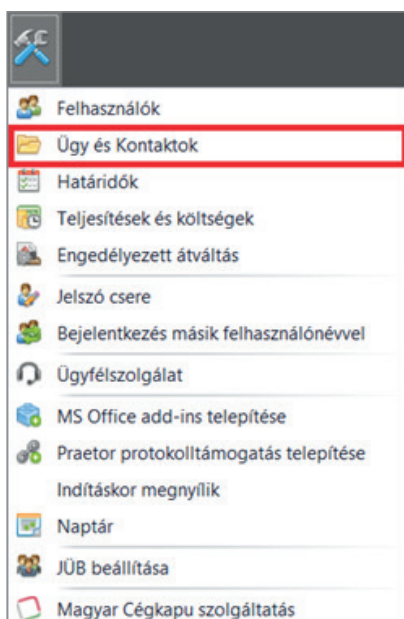 Felhasználók
Ügy és Kontaktok
Határidők
Teljesítések és költségek
Engedélyezett átváltás
Jelszó csere
Bejelentkezés másik felhasználónévvel
Ügyfélszolgálat
MS Office add-ins telepítése
Praetor protokolltámogatás telepítése
Indításkor megnyílik
Naptár
JÜB beállítása
Magyar Cégkapu szolgáltatás